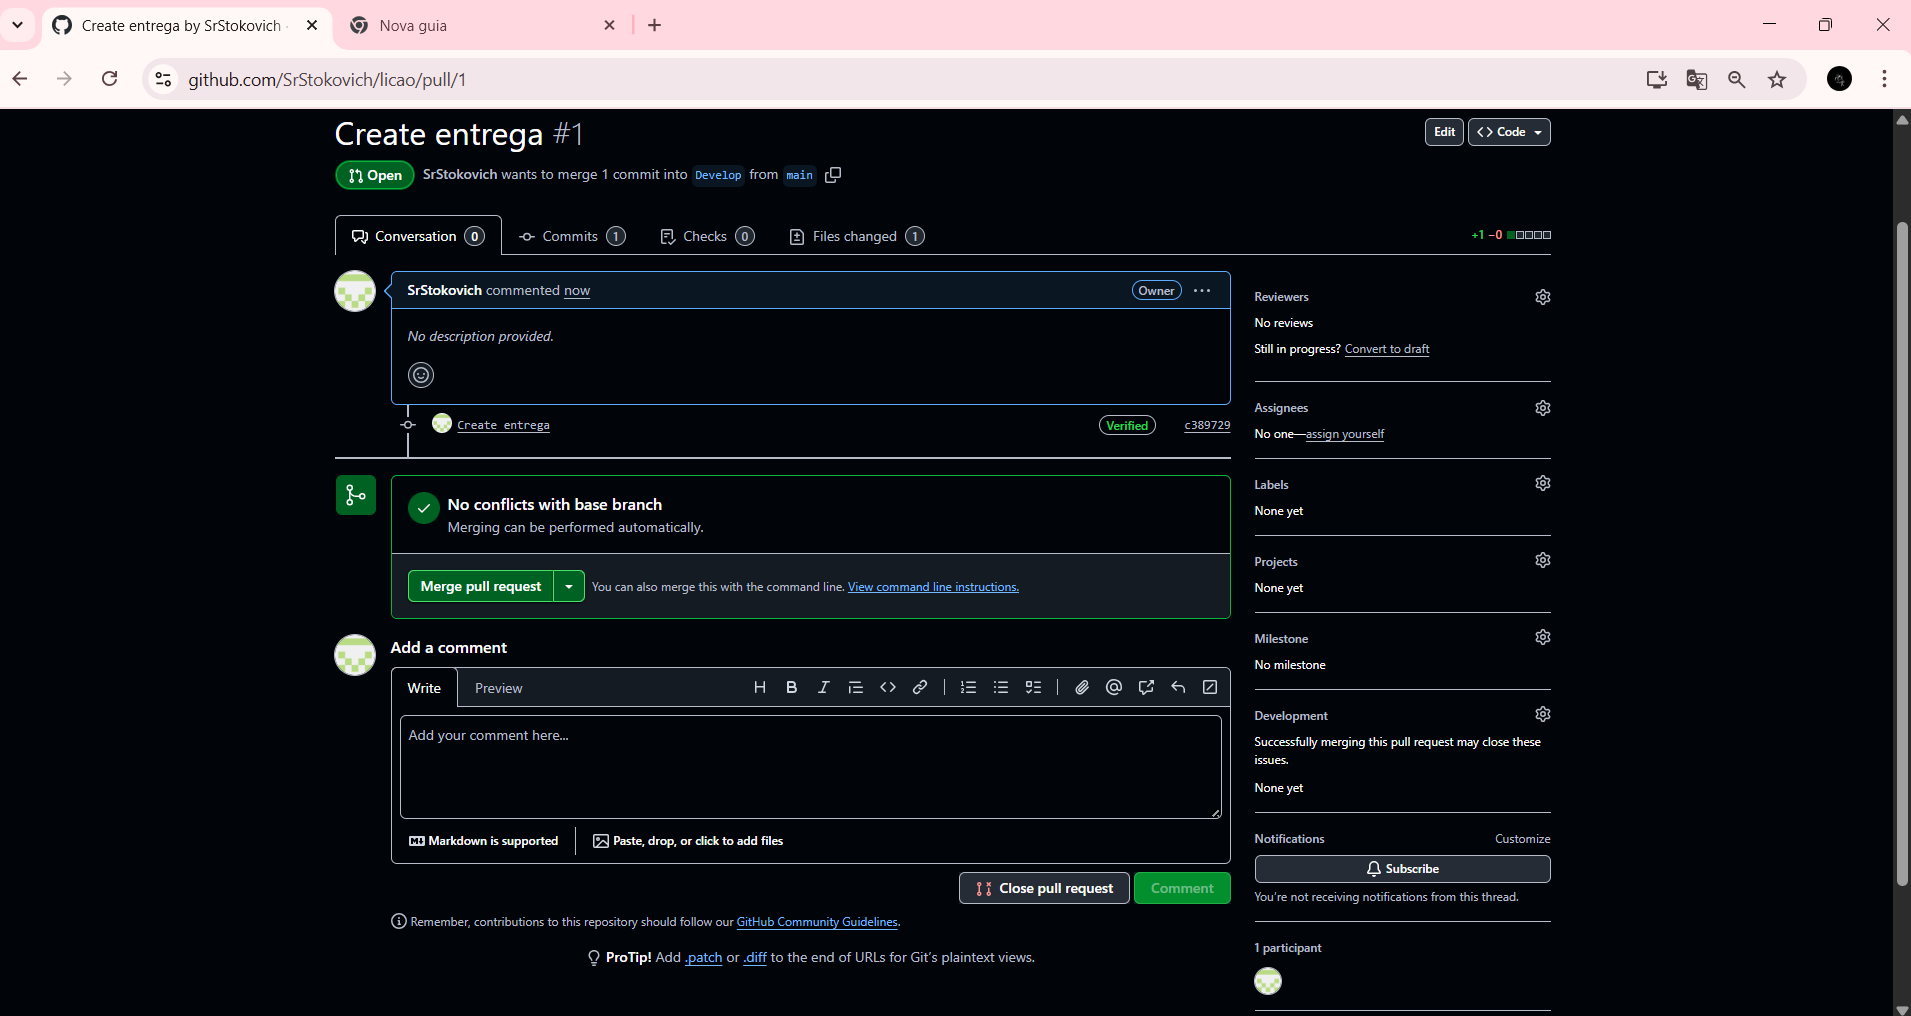 Create entrega by SrStokovich ·
Nova guia
github.com/SrStokovich/licao/pull/1
Create entrega #1
Edit
Code
Open
SrStokovich wants to merge 1 commit into Develop from main
Conversation 0
Commits 1
Checks 0
Files changed 1
+1 −0
SrStokovich commented now
Owner
No description provided.
Create entrega
Verified
c389729
No conflicts with base branch
Merging can be performed automatically.
Merge pull request
You can also merge this with the command line. View command line instructions.
Add a comment
Write
Preview
Add your comment here...
Markdown is supported
Paste, drop, or click to add files
Close pull request
Comment
Remember, contributions to this repository should follow our GitHub Community Guidelines.
ProTip! Add .patch or .diff to the end of URLs for Git's plaintext views.
Reviewers
No reviews
Still in progress? Convert to draft
Assignees
No one—assign yourself
Labels
None yet
Projects
None yet
Milestone
No milestone
Development
Successfully merging this pull request may close these
issues.
None yet
Notifications
Customize
Subscribe
You're not receiving notifications from this thread.
1 participant